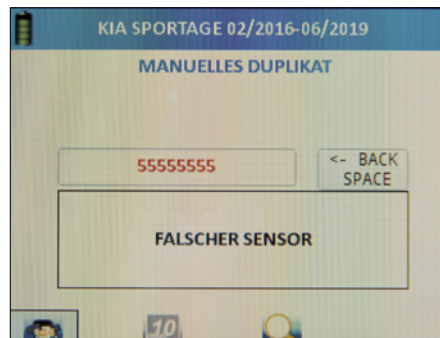 KIA SPORTAGE 02/2016-06/2019
MANUELLES DUPLIKAT
55555555
<- BACK
SPACE
FALSCHER SENSOR
10